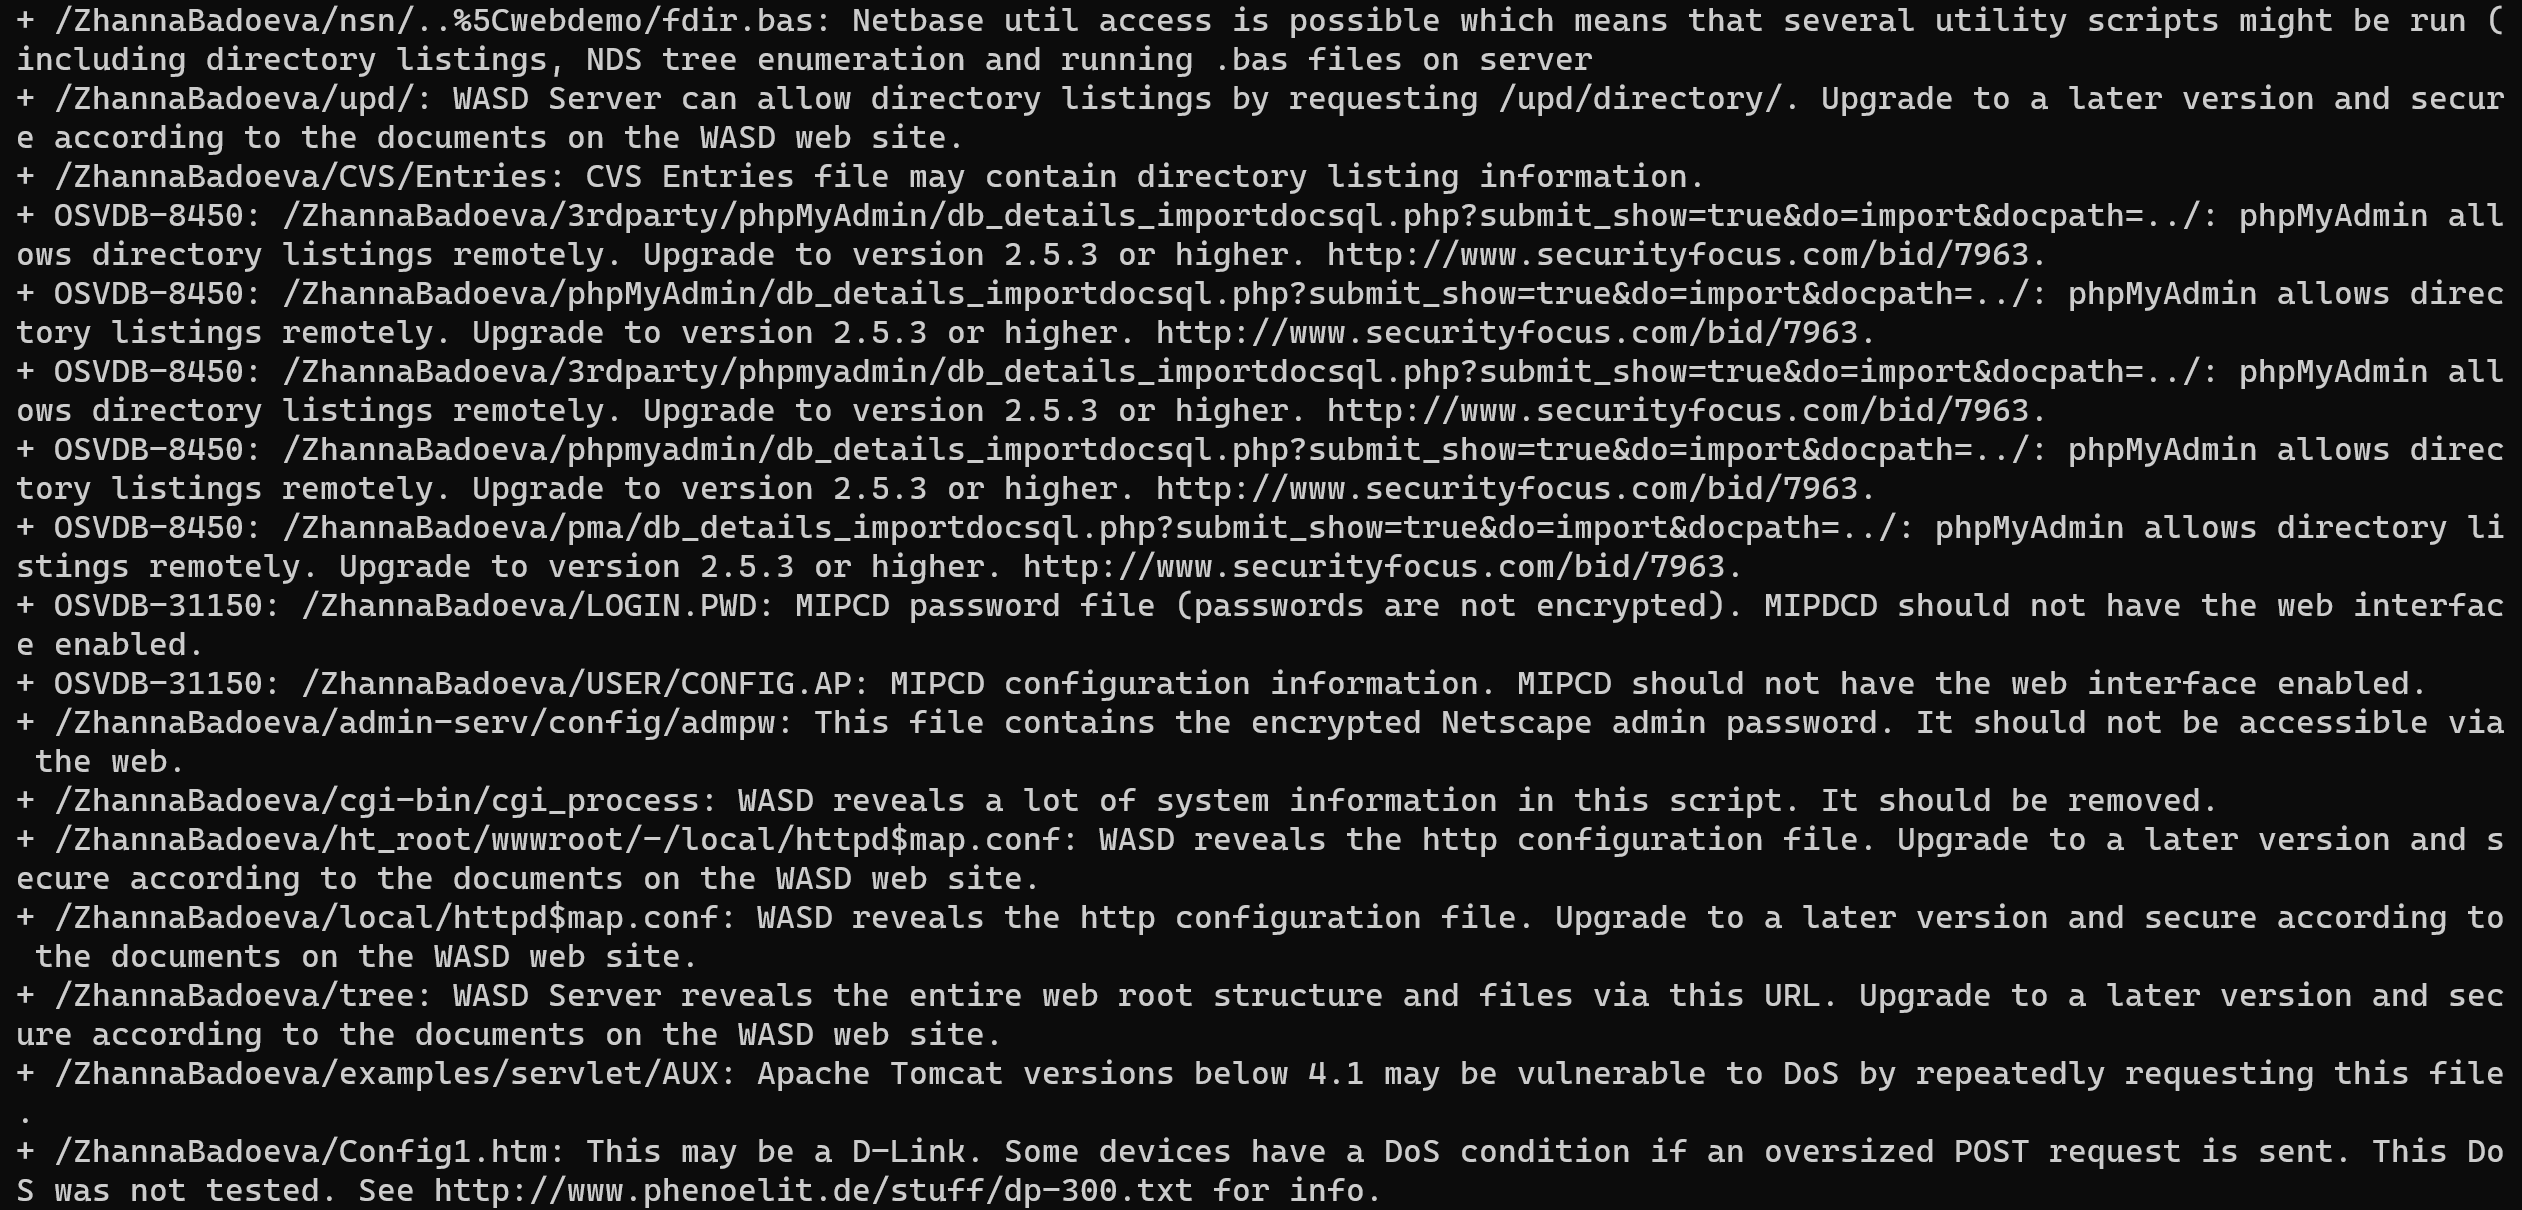 + /ZhannaBadoeva/nsn/..%5Cwebdemo/fdir.bas: Netbase util access is possible which means that several utility scripts might be run (
including directory listings, NDS tree enumeration and running .bas files on server
+ /ZhannaBadoeva/upd/: WASD Server can allow directory listings by requesting /upd/directory/. Upgrade to a later version and secur
e according to the documents on the WASD web site.
+ /ZhannaBadoeva/CVS/Entries: CVS Entries file may contain directory listing information.
+ OSVDB-8450: /ZhannaBadoeva/3rdparty/phpMyAdmin/db_details_importdocsql.php?submit_show=true&do=import&docpath=../: phpMyAdmin all
ows directory listings remotely. Upgrade to version 2.5.3 or higher. http://www.securityfocus.com/bid/7963.
+ OSVDB-8450: /ZhannaBadoeva/phpMyAdmin/db_details_importdocsql.php?submit_show=true&do=import&docpath=../: phpMyAdmin allows direc
tory listings remotely. Upgrade to version 2.5.3 or higher. http://www.securityfocus.com/bid/7963.
+ OSVDB-8450: /ZhannaBadoeva/3rdparty/phpmyadmin/db_details_importdocsql.php?submit_show=true&do=import&docpath=../: phpMyAdmin all
ows directory listings remotely. Upgrade to version 2.5.3 or higher. http://www.securityfocus.com/bid/7963.
+ OSVDB-8450: /ZhannaBadoeva/phpmyadmin/db_details_importdocsql.php?submit_show=true&do=import&docpath=../: phpMyAdmin allows direc
tory listings remotely. Upgrade to version 2.5.3 or higher. http://www.securityfocus.com/bid/7963.
+ OSVDB-8450: /ZhannaBadoeva/pma/db_details_importdocsql.php?submit_show=true&do=import&docpath=../: phpMyAdmin allows directory li
stings remotely. Upgrade to version 2.5.3 or higher. http://www.securityfocus.com/bid/7963.
+ OSVDB-31150: /ZhannaBadoeva/LOGIN.PWD: MIPCD password file (passwords are not encrypted). MIPDCD should not have the web interfac
e enabled.
+ OSVDB-31150: /ZhannaBadoeva/USER/CONFIG.AP: MIPCD configuration information. MIPCD should not have the web interface enabled.
+ /ZhannaBadoeva/admin-serv/config/admpw: This file contains the encrypted Netscape admin password. It should not be accessible via
 the web.
+ /ZhannaBadoeva/cgi-bin/cgi_process: WASD reveals a lot of system information in this script. It should be removed.
+ /ZhannaBadoeva/ht_root/wwwroot/-/local/httpd$map.conf: WASD reveals the http configuration file. Upgrade to a later version and s
ecure according to the documents on the WASD web site.
+ /ZhannaBadoeva/local/httpd$map.conf: WASD reveals the http configuration file. Upgrade to a later version and secure according to
 the documents on the WASD web site.
+ /ZhannaBadoeva/tree: WASD Server reveals the entire web root structure and files via this URL. Upgrade to a later version and sec
ure according to the documents on the WASD web site.
+ /ZhannaBadoeva/examples/servlet/AUX: Apache Tomcat versions below 4.1 may be vulnerable to DoS by repeatedly requesting this file
.
+ /ZhannaBadoeva/Config1.htm: This may be a D-Link. Some devices have a DoS condition if an oversized POST request is sent. This Do
S was not tested. See http://www.phenoelit.de/stuff/dp-300.txt for info.